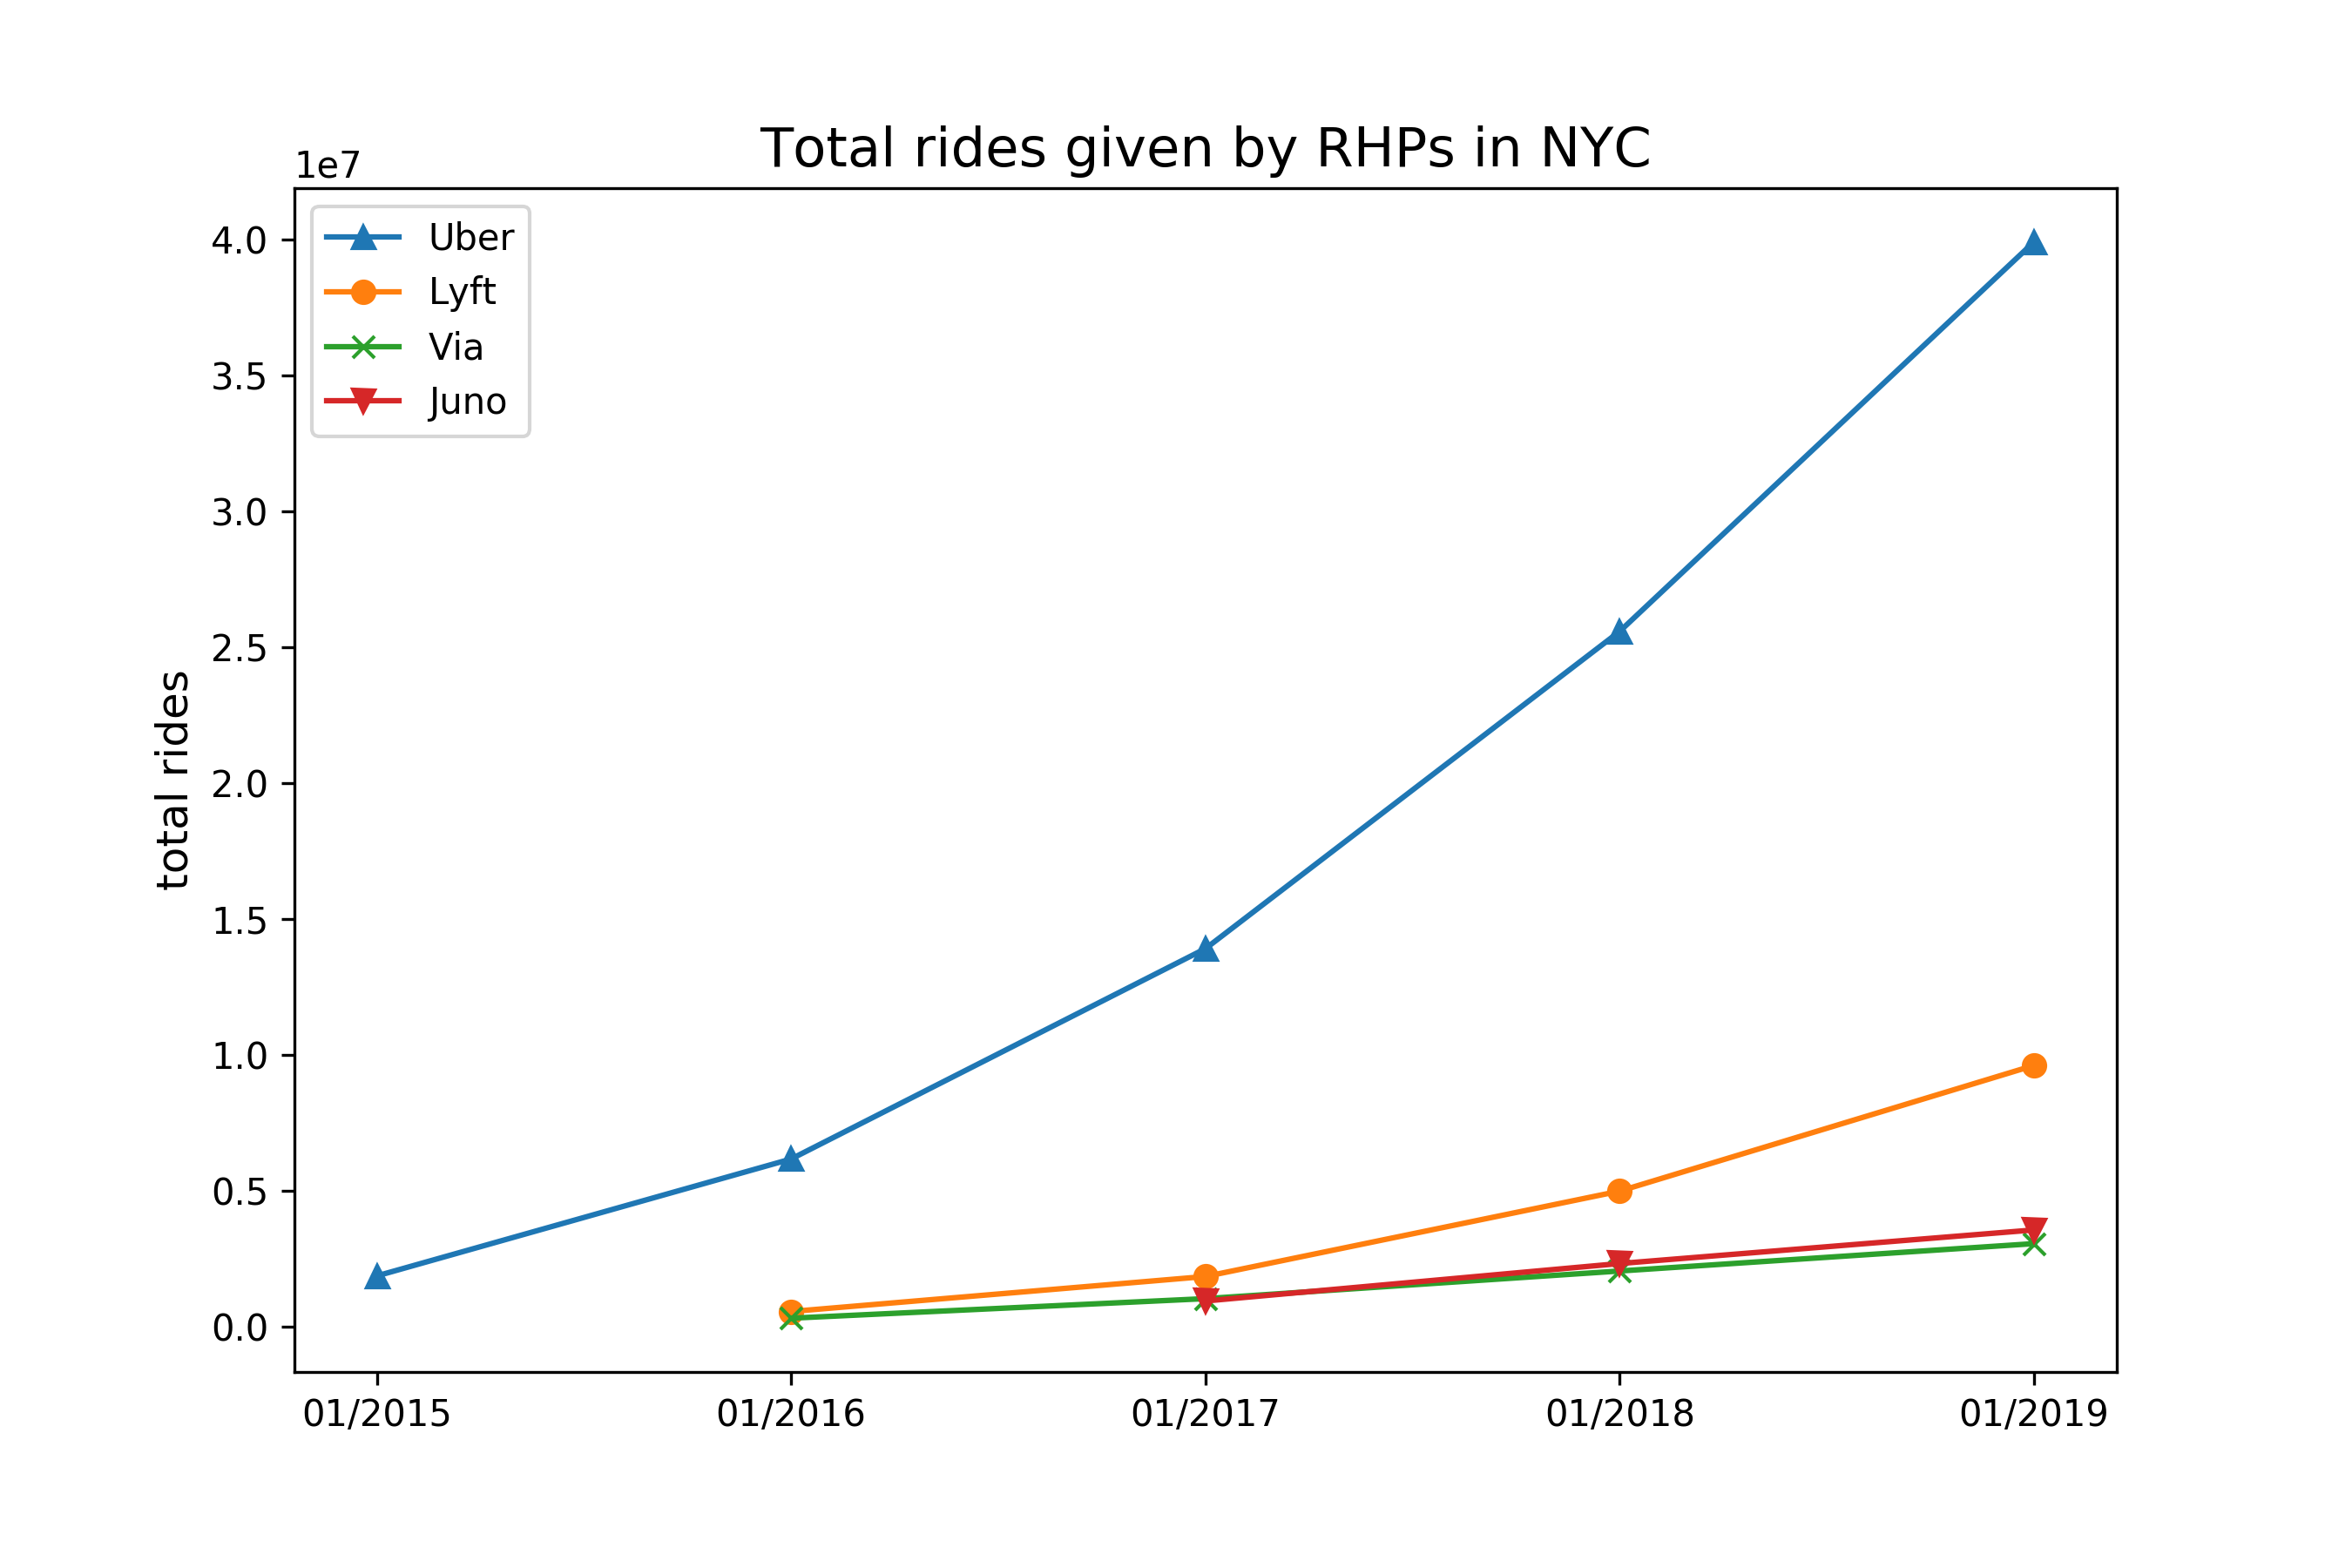 Total rides given by RHPs in NYC
1e7
Uber
Lyft
Via
Juno
4.0
3.5
3.0
2.5
2.0
1.5
1.0
0.5
0.0
total rides
01/2015 01/2016 01/2017 01/2018 01/2019